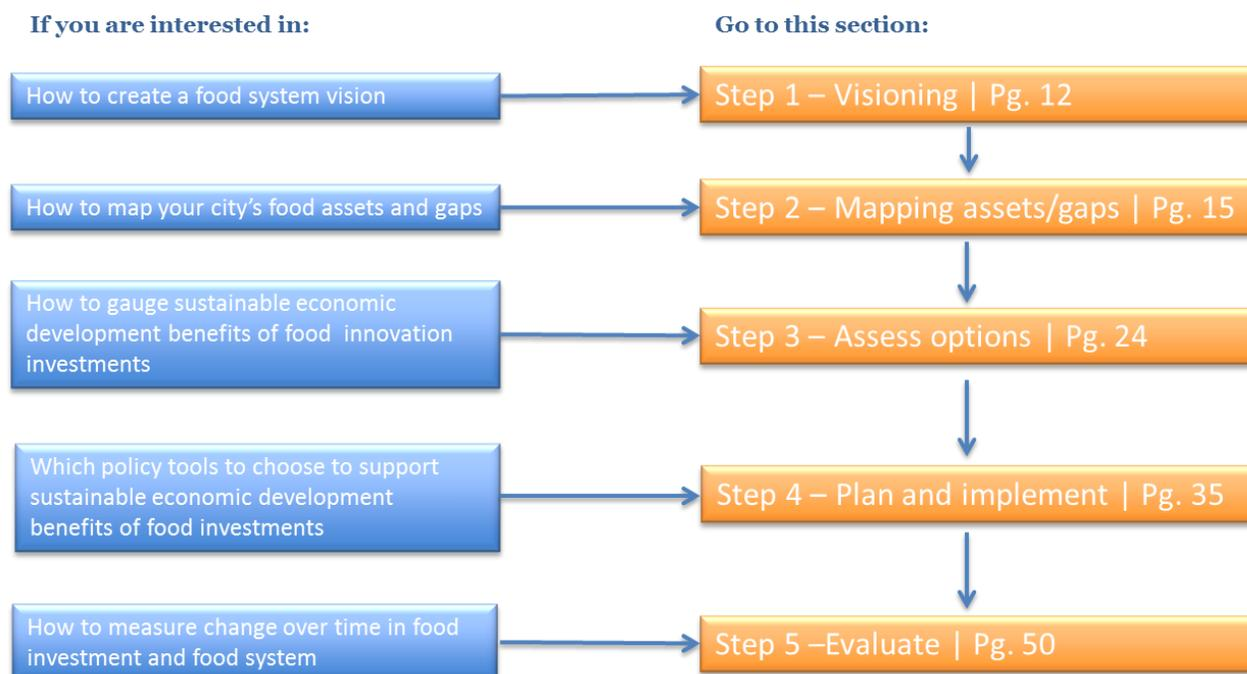 If you are interested in:
Go to this section:
How to create a food system vision
Step 1 – Visioning | Pg. 12
How to map your city's food assets and gaps
Step 2 – Mapping assets/gaps | Pg. 15
How to gauge sustainable economic
development benefits of food innovation
investments
Step 3 – Assess options | Pg. 24
Which policy tools to choose to support
sustainable economic development
benefits of food investments
Step 4 – Plan and implement | Pg. 35
How to measure change over time in food
investment and food system
Step 5 –Evaluate | Pg. 50